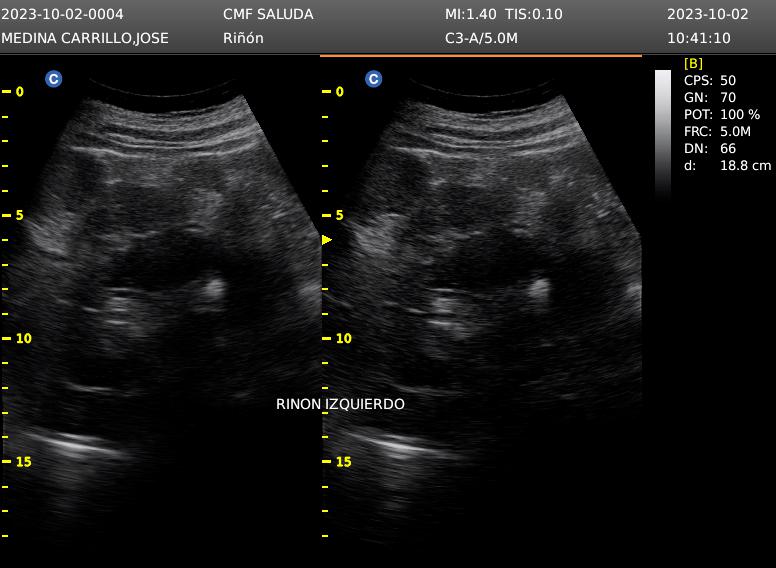 2023-10-02-0004 CMF SALUDA MI:1.40 TIS:0.10 2023-10-02
MEDINA CARRILLO,JOSE Riñón C3-A/5.0M 10:41:10
[B]
CPS: 50
GN: 70
POT: 100 %
FRC: 5.0M
DN: 66
d: 18.8 cm
C C
0 0
5 5
10 10
RINON IZQUIERDO
15 15